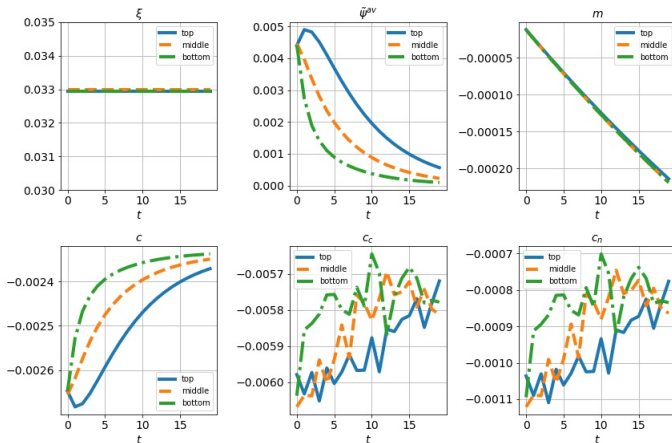 ξ
0.035
0.034
0.033
0.032
0.031
0.030
0
5
10
15
t
top
middle
bottom
ψ̃^av
0.005
0.004
0.003
0.002
0.001
0.000
0
5
10
15
t
top
middle
bottom
m
−0.00005
−0.00010
−0.00015
−0.00020
0
5
10
15
t
top
middle
bottom
c
−0.0024
−0.0025
−0.0026
0
5
10
15
t
top
middle
bottom
c_c
−0.0057
−0.0058
−0.0059
−0.0060
0
5
10
15
t
top
middle
bottom
c_n
−0.0007
−0.0008
−0.0009
−0.0010
−0.0011
0
5
10
15
t
top
middle
bottom